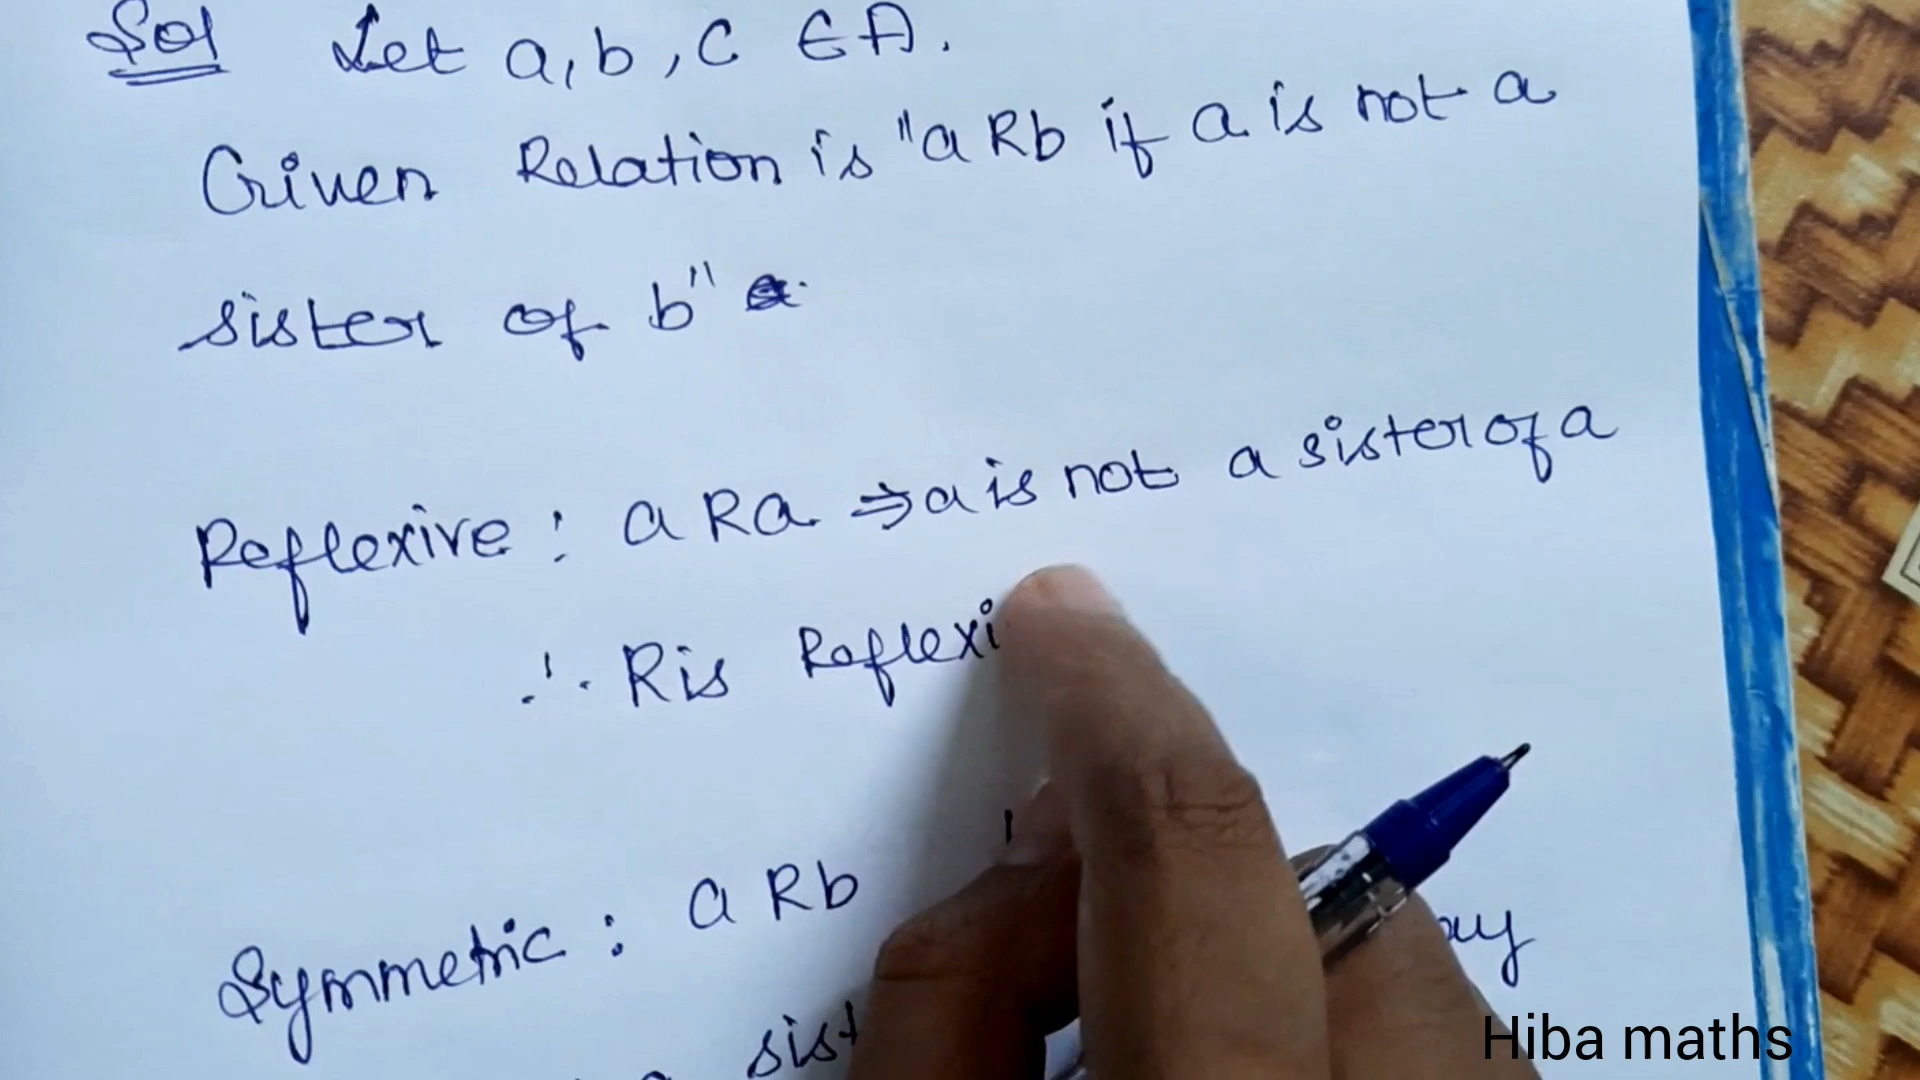 Sol Let a, b, c ∈ A.
Given Relation is "a R b if a is not a
sister of b"
Reflexive : a R a ⇒ a is not a sister of a
∴ R is Reflexi
Symmetric : a R b
sist
Hiba maths